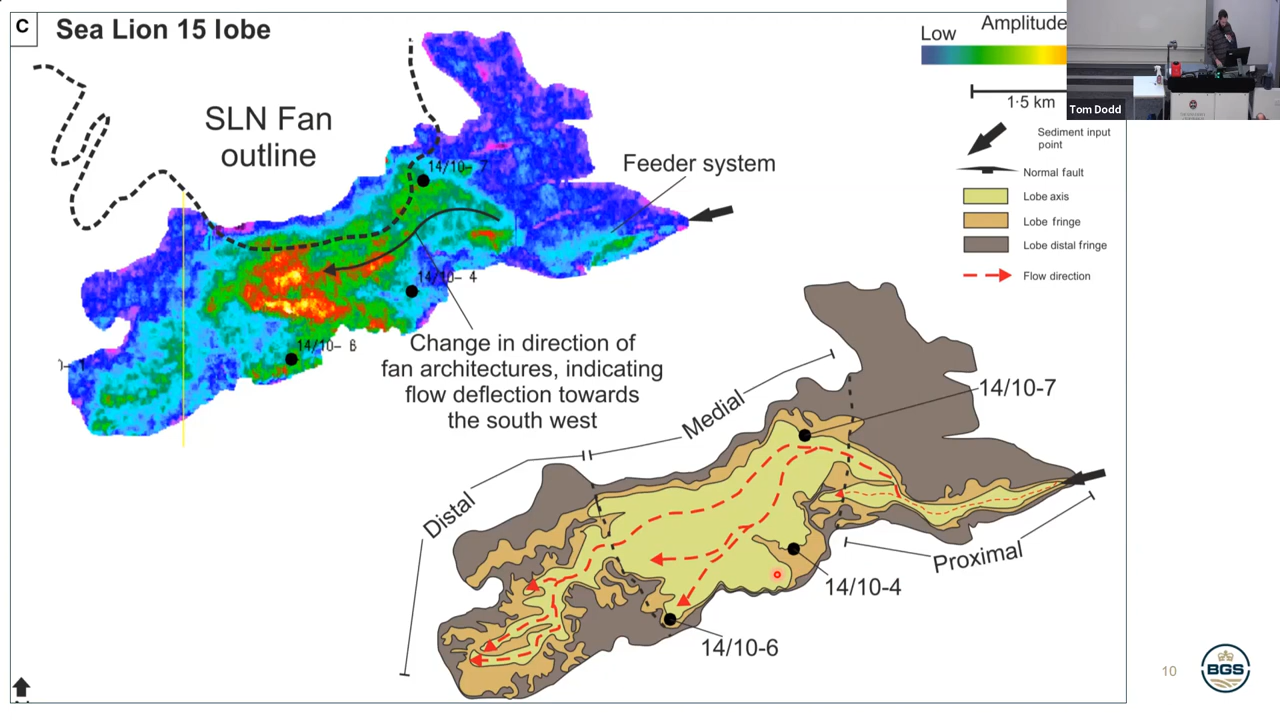 C
Sea Lion 15 lobe
SLN Fan
outline
14/10- 7
Feeder system
14/10- 4
14/10- 6
Change in direction of
fan architectures, indicating
flow deflection towards
the south west
Amplitude
Low
1·5 km
Sediment input
point
Normal fault
Lobe axis
Lobe fringe
Lobe distal fringe
Flow direction
Tom Dodd
Medial
14/10-7
Distal
Proximal
14/10-4
14/10-6
10
BGS